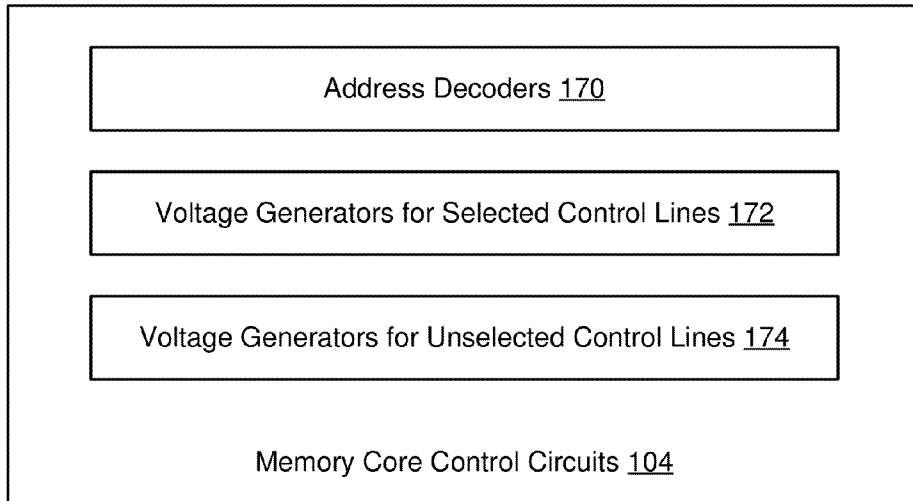 Address Decoders 170
Voltage Generators for Selected Control Lines 172
Voltage Generators for Unselected Control Lines 174
Memory Core Control Circuits 104